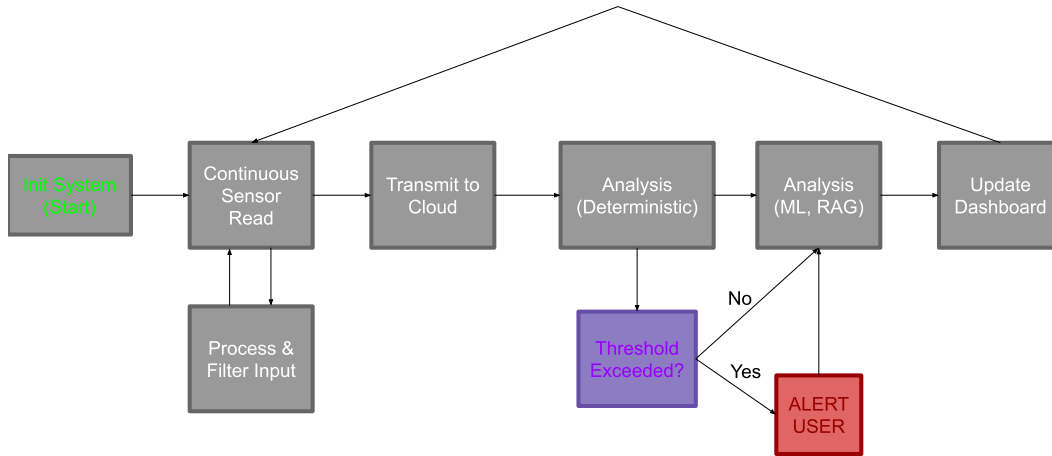 Init System
(Start)
Continuous
Sensor
Read
Transmit to
Cloud
Analysis
(Deterministic)
Analysis
(ML, RAG)
Update
Dashboard
Process &
Filter Input
Threshold
Exceeded?
No
Yes
ALERT
USER